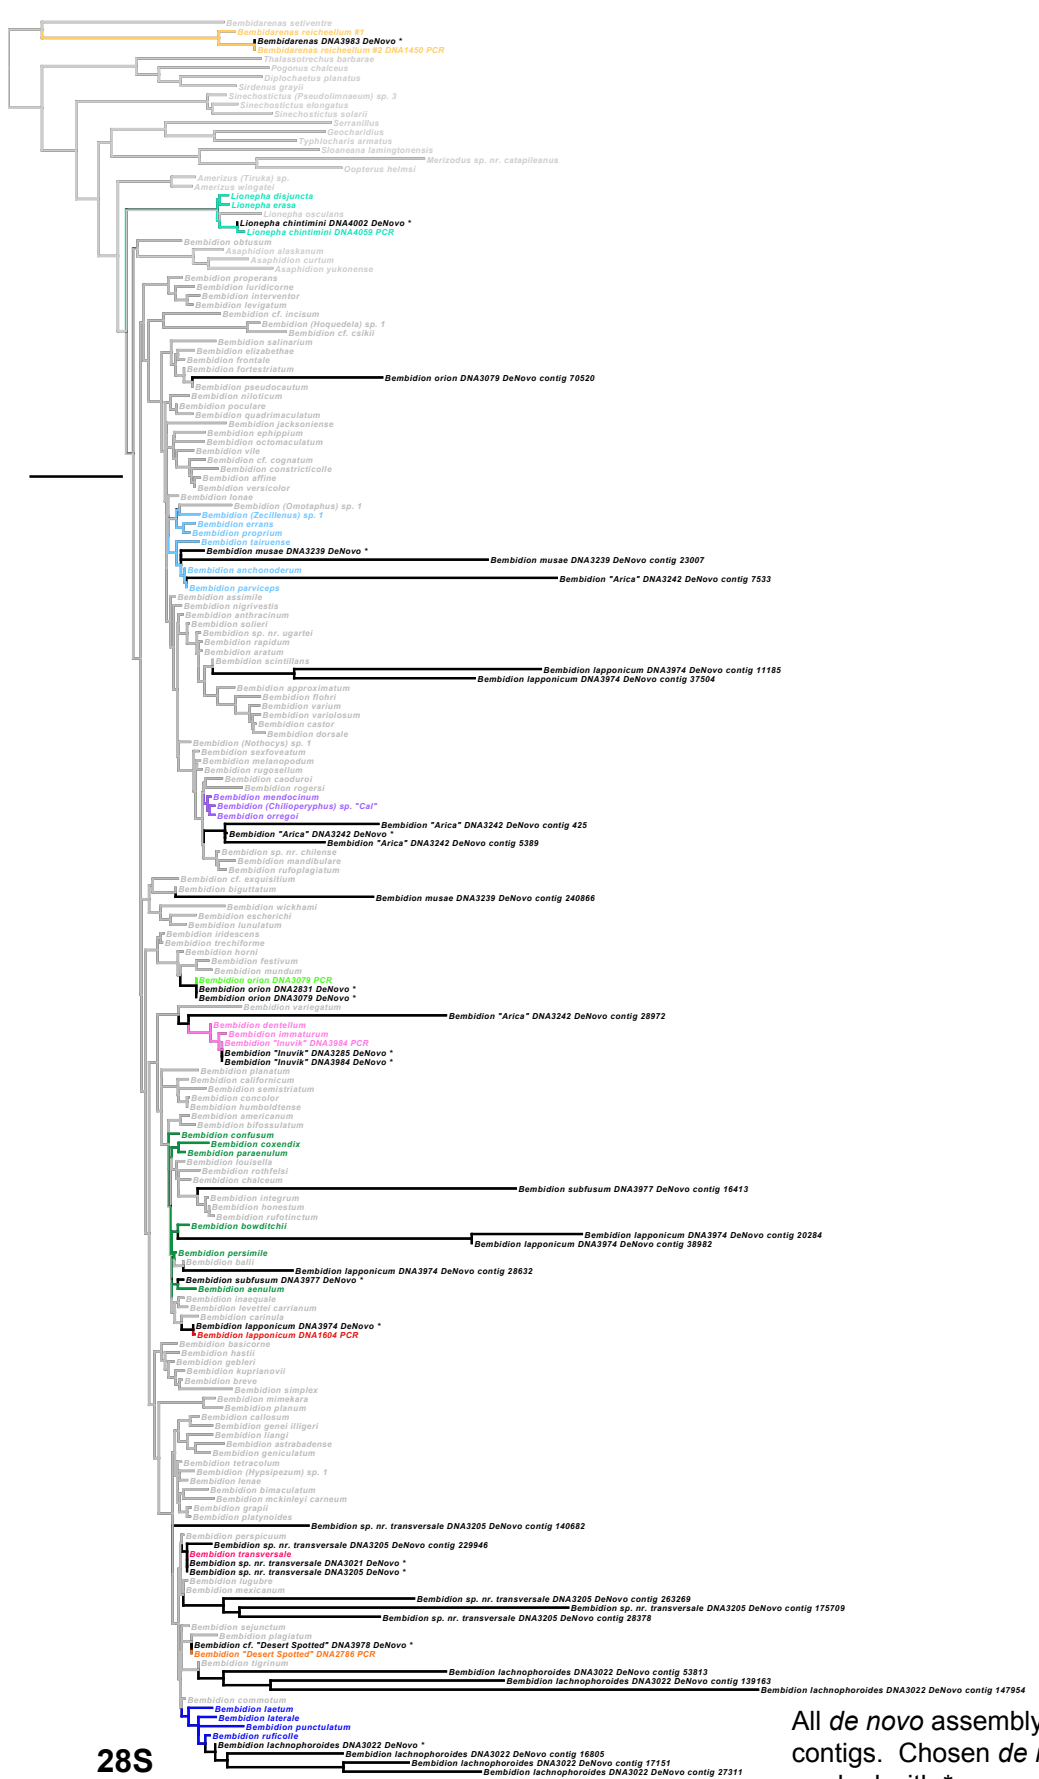 Bembidarenas setiventre
Bembidarenas reicheellum #1
Bembidarenas DNA3983 DeNovo *
Bembidarenas reicheellum #2 DNA1450 PCR
Thalassotrechus barbarae
Pogonus chalceus
Diplochaetus planatus
Sirdenus grayii
Sinechostictus (Pseudolimnaeum) sp. 3
Sinechostictus elongatus
Sinechostictus solarii
Serranillus
Geocharidius
Typhlocharis armatus
Sloaneana lamingtonensis
Merizodus sp. nr. catapileanus
Oopterus helmsi
Amerizus (Tiruka) sp.
Amerizus wingatei
Lionepha disjuncta
Lionepha erasa
Lionepha osculans
Lionepha chintimini DNA4002 DeNovo *
Lionepha chintimini DNA4059 PCR
Bembidion obtusum
Asaphidion alaskanum
Asaphidion curtum
Asaphidion yukonense
Bembidion properans
Bembidion luridicorne
Bembidion interventor
Bembidion levigatum
Bembidion cf. incisum
Bembidion (Hoquedela) sp. 1
Bembidion cf. csikii
Bembidion salinarium
Bembidion elizabethae
Bembidion frontale
Bembidion fortestriatum
Bembidion orion DNA3079 DeNovo contig 70520
Bembidion pseudocautum
Bembidion niloticum
Bembidion poculare
Bembidion quadrimaculatum
Bembidion jacksoniense
Bembidion ephippium
Bembidion octomaculatum
Bembidion vile
Bembidion cf. cognatum
Bembidion constricticolle
Bembidion affine
Bembidion versicolor
Bembidion ionae
Bembidion (Omotaphus) sp. 1
Bembidion (Zecillenus) sp. 1
Bembidion errans
Bembidion proprium
Bembidion tairuense
Bembidion musae DNA3239 DeNovo *
Bembidion musae DNA3239 DeNovo contig 23007
Bembidion anchonoderum
Bembidion "Arica" DNA3242 DeNovo contig 7533
Bembidion parviceps
Bembidion assimile
Bembidion nigrivestis
Bembidion anthracinum
Bembidion solieri
Bembidion sp. nr. ugartei
Bembidion rapidum
Bembidion aratum
Bembidion scintillans
Bembidion lapponicum DNA3974 DeNovo contig 11185
Bembidion lapponicum DNA3974 DeNovo contig 37504
Bembidion approximatum
Bembidion flohri
Bembidion varium
Bembidion variolosum
Bembidion castor
Bembidion dorsale
Bembidion (Nothocys) sp. 1
Bembidion sexfoveatum
Bembidion melanopodum
Bembidion rugosellum
Bembidion caoduroi
Bembidion rogersi
Bembidion mendocinum
Bembidion (Chilioperyphus) sp. "Cal"
Bembidion orregoi
Bembidion "Arica" DNA3242 DeNovo contig 425
Bembidion "Arica" DNA3242 DeNovo *
Bembidion "Arica" DNA3242 DeNovo contig 5389
Bembidion sp. nr. chilense
Bembidion mandibulare
Bembidion rufoplagiatum
Bembidion cf. exquisitium
Bembidion biguttatum
Bembidion musae DNA3239 DeNovo contig 240866
Bembidion wickhami
Bembidion escherichi
Bembidion lunulatum
Bembidion iridescens
Bembidion trechiforme
Bembidion horni
Bembidion festivum
Bembidion mundum
Bembidion orion DNA3079 PCR
Bembidion orion DNA2831 DeNovo *
Bembidion orion DNA3079 DeNovo *
Bembidion variegatum
Bembidion "Arica" DNA3242 DeNovo contig 28972
Bembidion dentellum
Bembidion immaturum
Bembidion "Inuvik" DNA3984 PCR
Bembidion "Inuvik" DNA3285 DeNovo *
Bembidion "Inuvik" DNA3984 DeNovo *
Bembidion planatum
Bembidion californicum
Bembidion semistriatum
Bembidion concolor
Bembidion humboldtense
Bembidion americanum
Bembidion bifossulatum
Bembidion confusum
Bembidion coxendix
Bembidion paraenulum
Bembidion louisella
Bembidion rothfelsi
Bembidion chalceum
Bembidion subfusum DNA3977 DeNovo contig 16413
Bembidion integrum
Bembidion honestum
Bembidion rufotinctum
Bembidion bowditchii
Bembidion lapponicum DNA3974 DeNovo contig 20284
Bembidion lapponicum DNA3974 DeNovo contig 38982
Bembidion persimile
Bembidion balli
Bembidion lapponicum DNA3974 DeNovo contig 28632
Bembidion subfusum DNA3977 DeNovo *
Bembidion aenulum
Bembidion inaequale
Bembidion levettei carrianum
Bembidion carinula
Bembidion lapponicum DNA3974 DeNovo *
Bembidion lapponicum DNA1604 PCR
Bembidion basicorne
Bembidion hastii
Bembidion gebleri
Bembidion kuprianovii
Bembidion breve
Bembidion simplex
Bembidion mimekara
Bembidion planum
Bembidion callosum
Bembidion genei illigeri
Bembidion liangi
Bembidion astrabadense
Bembidion geniculatum
Bembidion tetracolum
Bembidion (Hypsipezum) sp. 1
Bembidion lenae
Bembidion bimaculatum
Bembidion mckinleyi carneum
Bembidion grapii
Bembidion platynoides
Bembidion sp. nr. transversale DNA3205 DeNovo contig 140682
Bembidion perspicuum
Bembidion sp. nr. transversale DNA3205 DeNovo contig 229946
Bembidion transversale
Bembidion sp. nr. transversale DNA3021 DeNovo *
Bembidion sp. nr. transversale DNA3205 DeNovo *
Bembidion lugubre
Bembidion mexicanum
Bembidion sp. nr. transversale DNA3205 DeNovo contig 263269
Bembidion sp. nr. transversale DNA3205 DeNovo contig 175709
Bembidion sp. nr. transversale DNA3205 DeNovo contig 28378
Bembidion sejunctum
Bembidion plagiatum
Bembidion cf. "Desert Spotted" DNA3978 DeNovo *
Bembidion "Desert Spotted" DNA2786 PCR
Bembidion tigrinum
Bembidion lachnophoroides DNA3022 DeNovo contig 53813
Bembidion lachnophoroides DNA3022 DeNovo contig 139163
Bembidion lachnophoroides DNA3022 DeNovo contig 147954
Bembidion commotum
Bembidion laetum
Bembidion laterale
Bembidion punctulatum
Bembidion ruficolle
Bembidion lachnophoroides DNA3022 DeNovo *
Bembidion lachnophoroides DNA3022 DeNovo contig 16805
Bembidion lachnophoroides DNA3022 DeNovo contig 17151
Bembidion lachnophoroides DNA3022 DeNovo contig 27311
28S
All de novo assembly
contigs. Chosen de